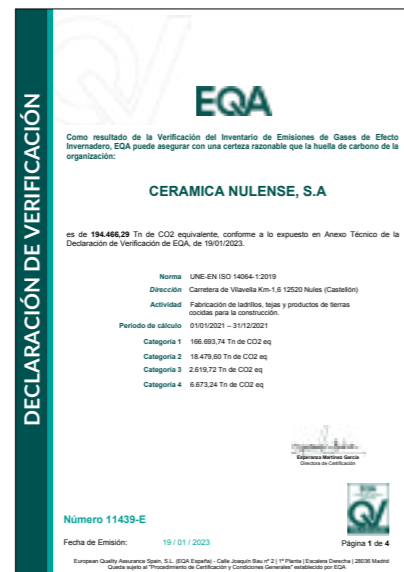 DECLARACIÓN DE VERIFICACIÓN
EQA
Como resultado de la Verificación del Inventario de Emisiones de Gases de Efecto
Invernadero, EQA puede asegurar con una certeza razonable que la huella de carbono de la
organización:
CERAMICA NULENSE, S.A
es de 194.466,29 Tn de CO2 equivalente, conforme a lo expuesto en Anexo Técnico de la
Declaración de Verificación de EQA, de 19/01/2023.
Norma UNE-EN ISO 14064-1:2019
Dirección Carretera de Vilavella Km-1,6 12520 Nules (Castellón)
Actividad Fabricación de ladrillos, tejas y productos de tierras
cocidas para la construcción.
Periodo de cálculo 01/01/2021 – 31/12/2021
Categoría 1 166.693,74 Tn de CO2 eq
Categoría 2 18.479,60 Tn de CO2 eq
Categoría 3 2.619,72 Tn de CO2 eq
Categoría 4 6.673,24 Tn de CO2 eq
Esperanza Martínez García
Directora de Certificación
Número 11439-E
Fecha de Emisión: 19 / 01 / 2023
Página 1 de 4
European Quality Assurance Spain, S.L. (EQA España) - Calle Joaquín Bau nº 2 | 1ª Planta | Escalera Derecha | 28036 Madrid
Queda sujeto al "Procedimiento de Certificación y Condiciones Generales" establecido por EQA